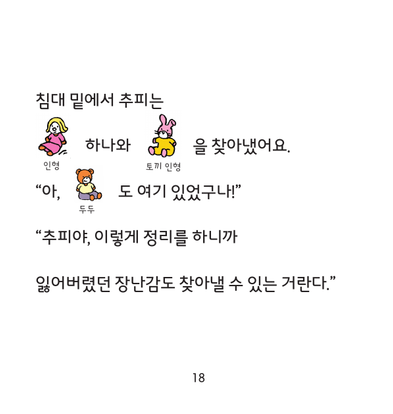 침대 밑에서 추피는
하나와 을 찾아냈어요.
인형 토끼 인형
“아, 도 여기 있었구나!”
두두
“추피야, 이렇게 정리를 하니까
잃어버렸던 장난감도 찾아낼 수 있는 거란다.”
18